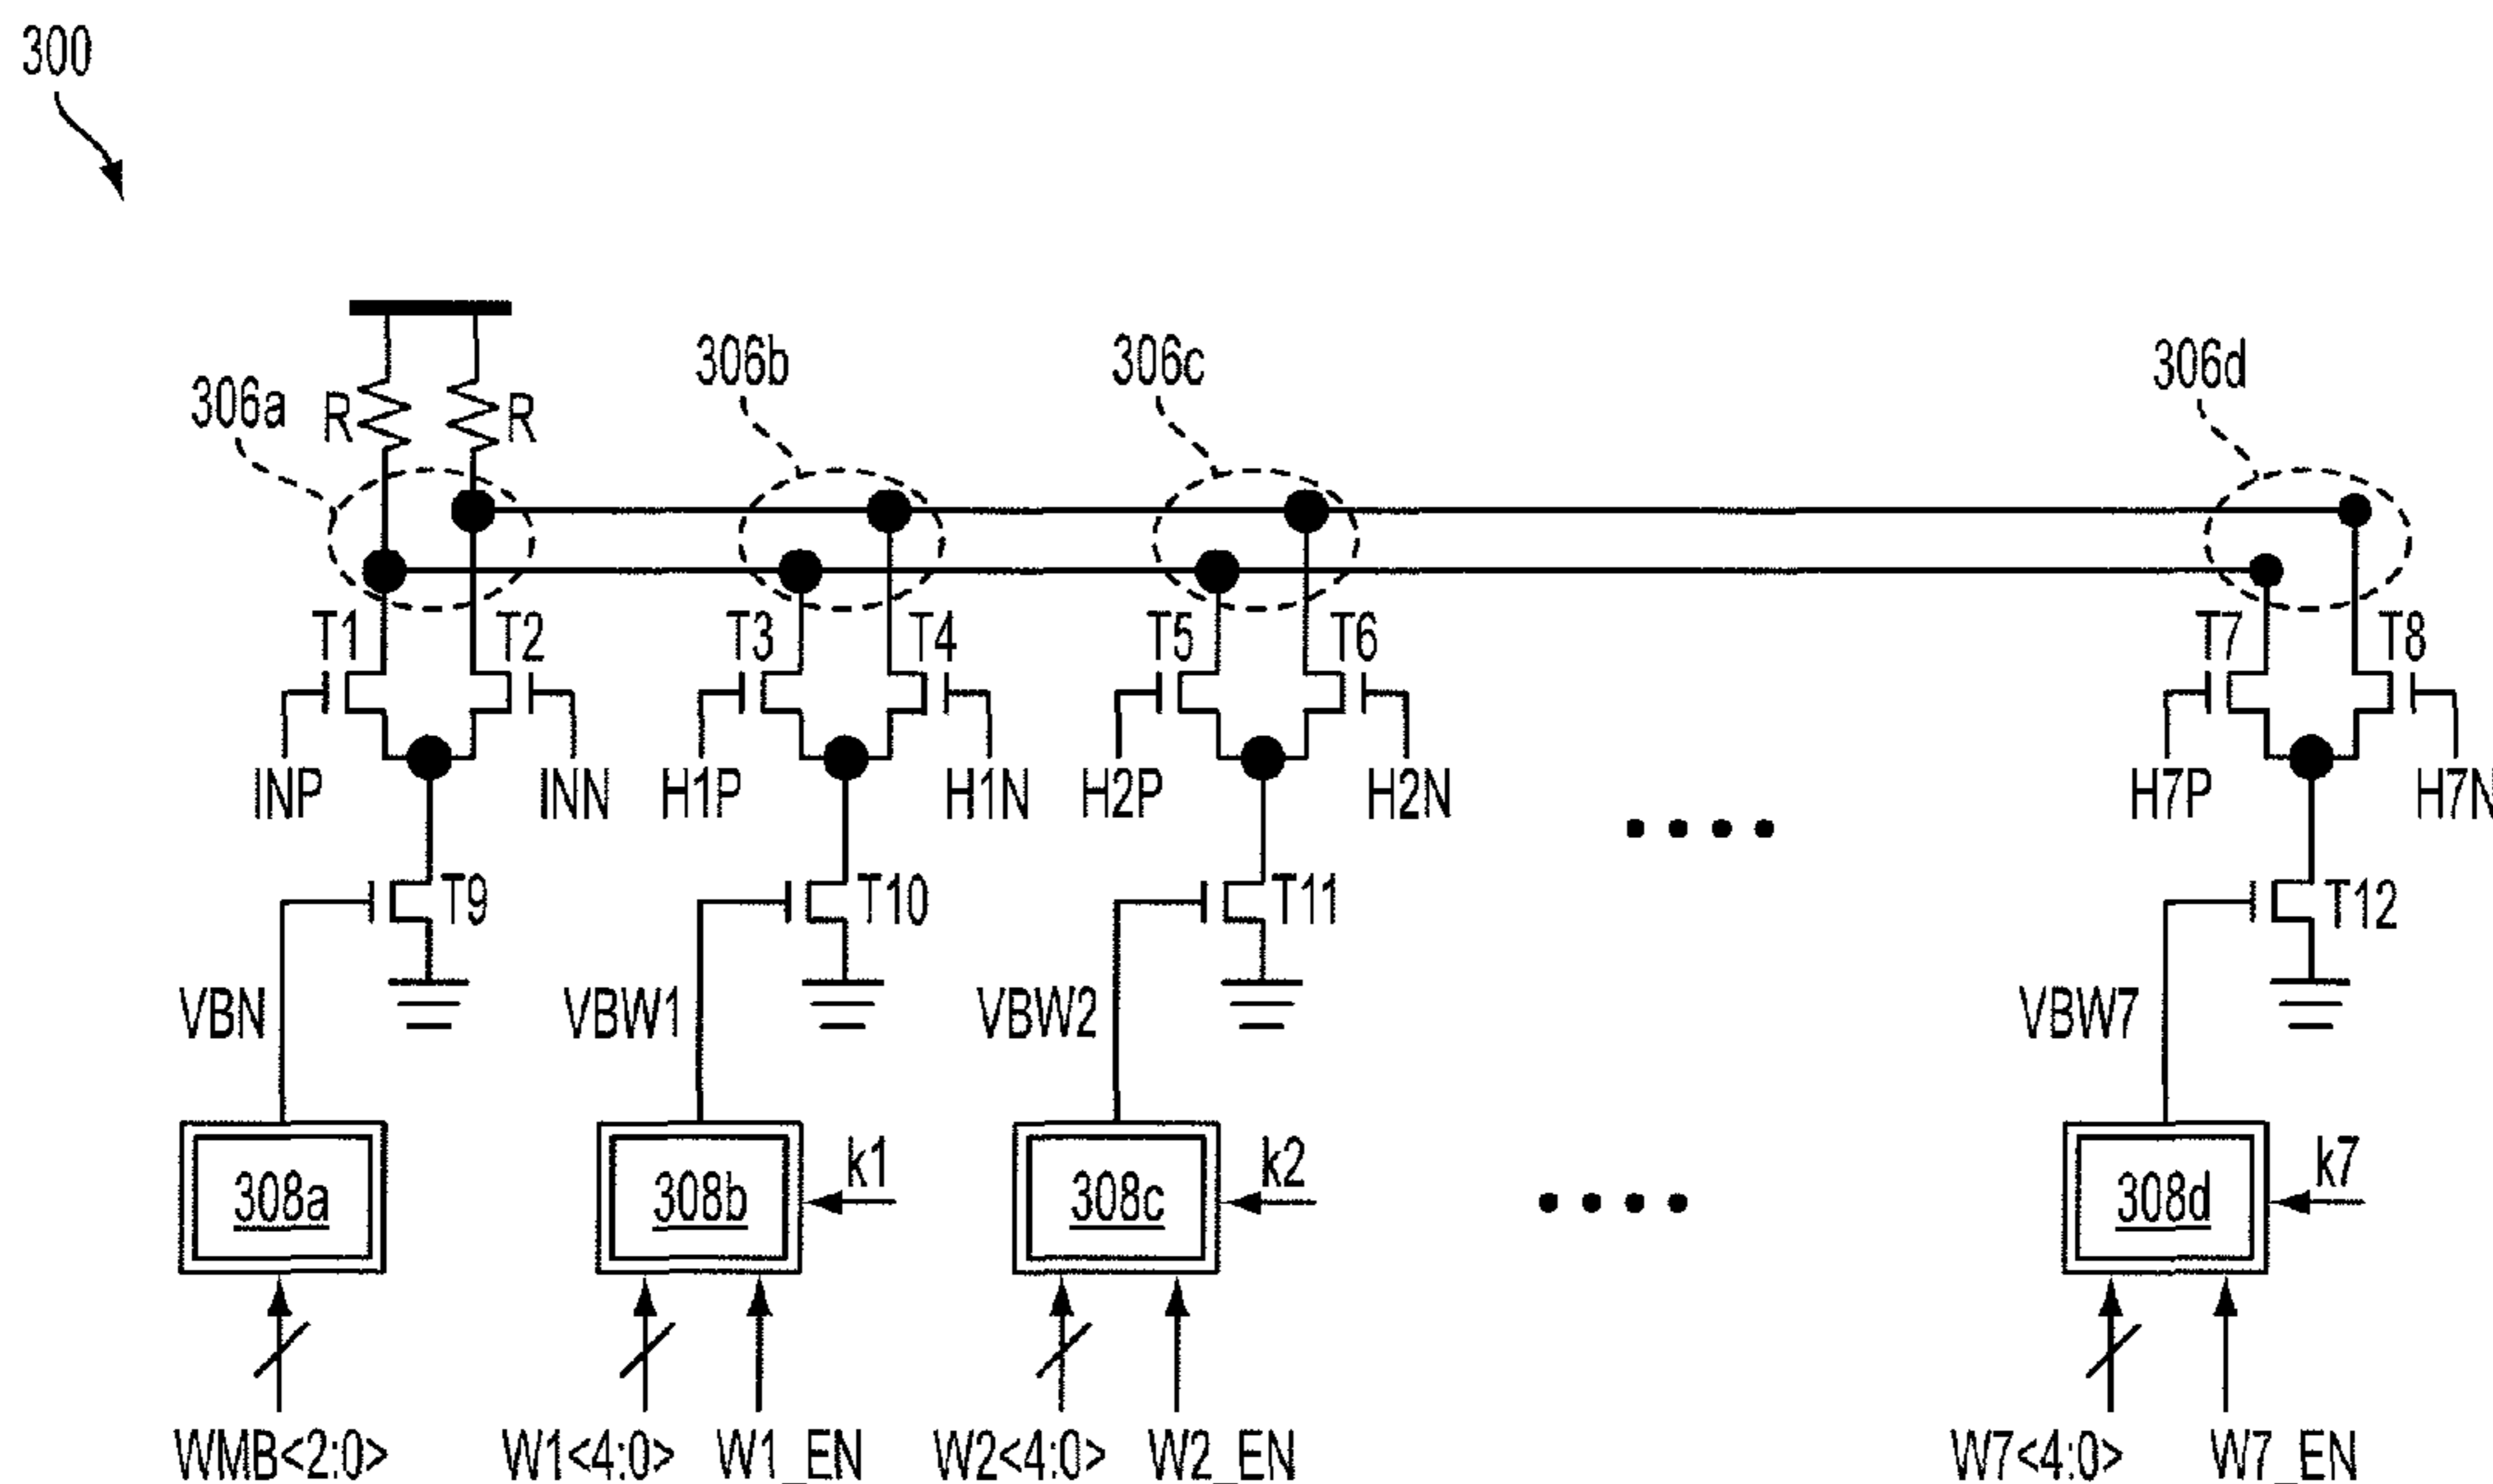 300
306a
R
R
306b
306c
306d
T1
T2
T3
T4
T5
T6
T7
T8
INP
INN
H1P
H1N
H2P
H2N
H7P
H7N
T9
T10
T11
T12
VBN
VBW1
VBW2
VBW7
308a
308b
k1
308c
k2
308d
k7
WMB<2:0>
W1<4:0>
W1_EN
W2<4:0>
W2_EN
W7<4:0>
W7_EN